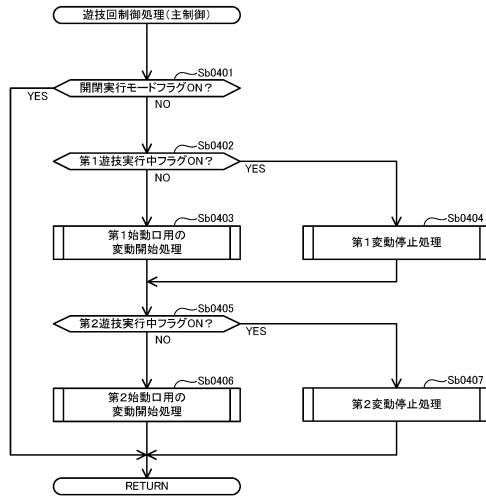 遊技回制御処理(主制御)
Sb0401
開閉実行モードフラグON?
YES
NO
Sb0402
第1遊技実行中フラグON?
YES
NO
Sb0403
第1始動口用の
変動開始処理
Sb0404
第1変動停止処理
Sb0405
第2遊技実行中フラグON?
YES
NO
Sb0406
第2始動口用の
変動開始処理
Sb0407
第2変動停止処理
RETURN